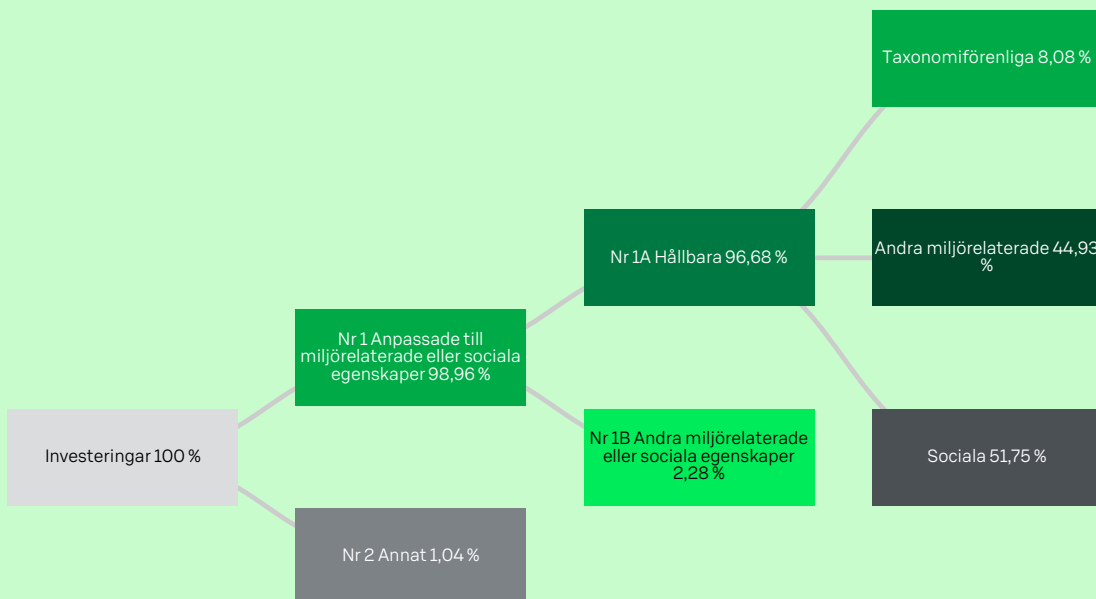 Taxonomiförenliga 8,08 %
Nr 1A Hållbara 96,68 %
Andra miljörelaterade 44,93
%
Nr 1 Anpassade till
miljörelaterade eller sociala
egenskaper 98,96 %
Investeringar 100 %
Nr 1B Andra miljörelaterade
eller sociala egenskaper
2,28 %
Sociala 51,75 %
Nr 2 Annat 1,04 %